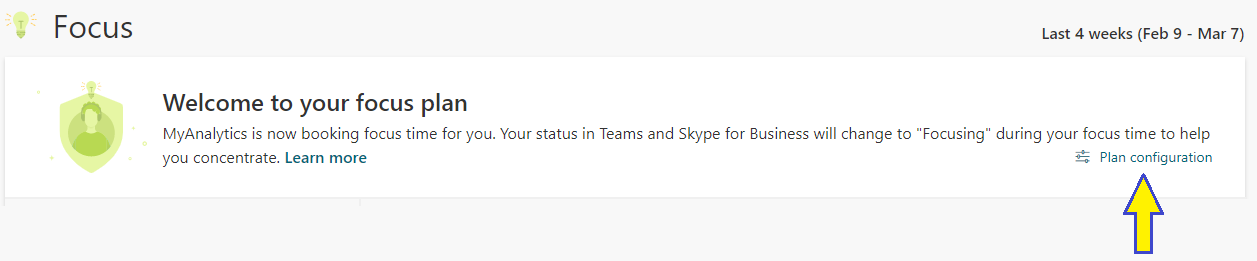 Focus
Last 4 weeks (Feb 9 - Mar 7)
Welcome to your focus plan
MyAnalytics is now booking focus time for you. Your status in Teams and Skype for Business will change to "Focusing" during your focus time to help
you concentrate. Learn more
Plan configuration